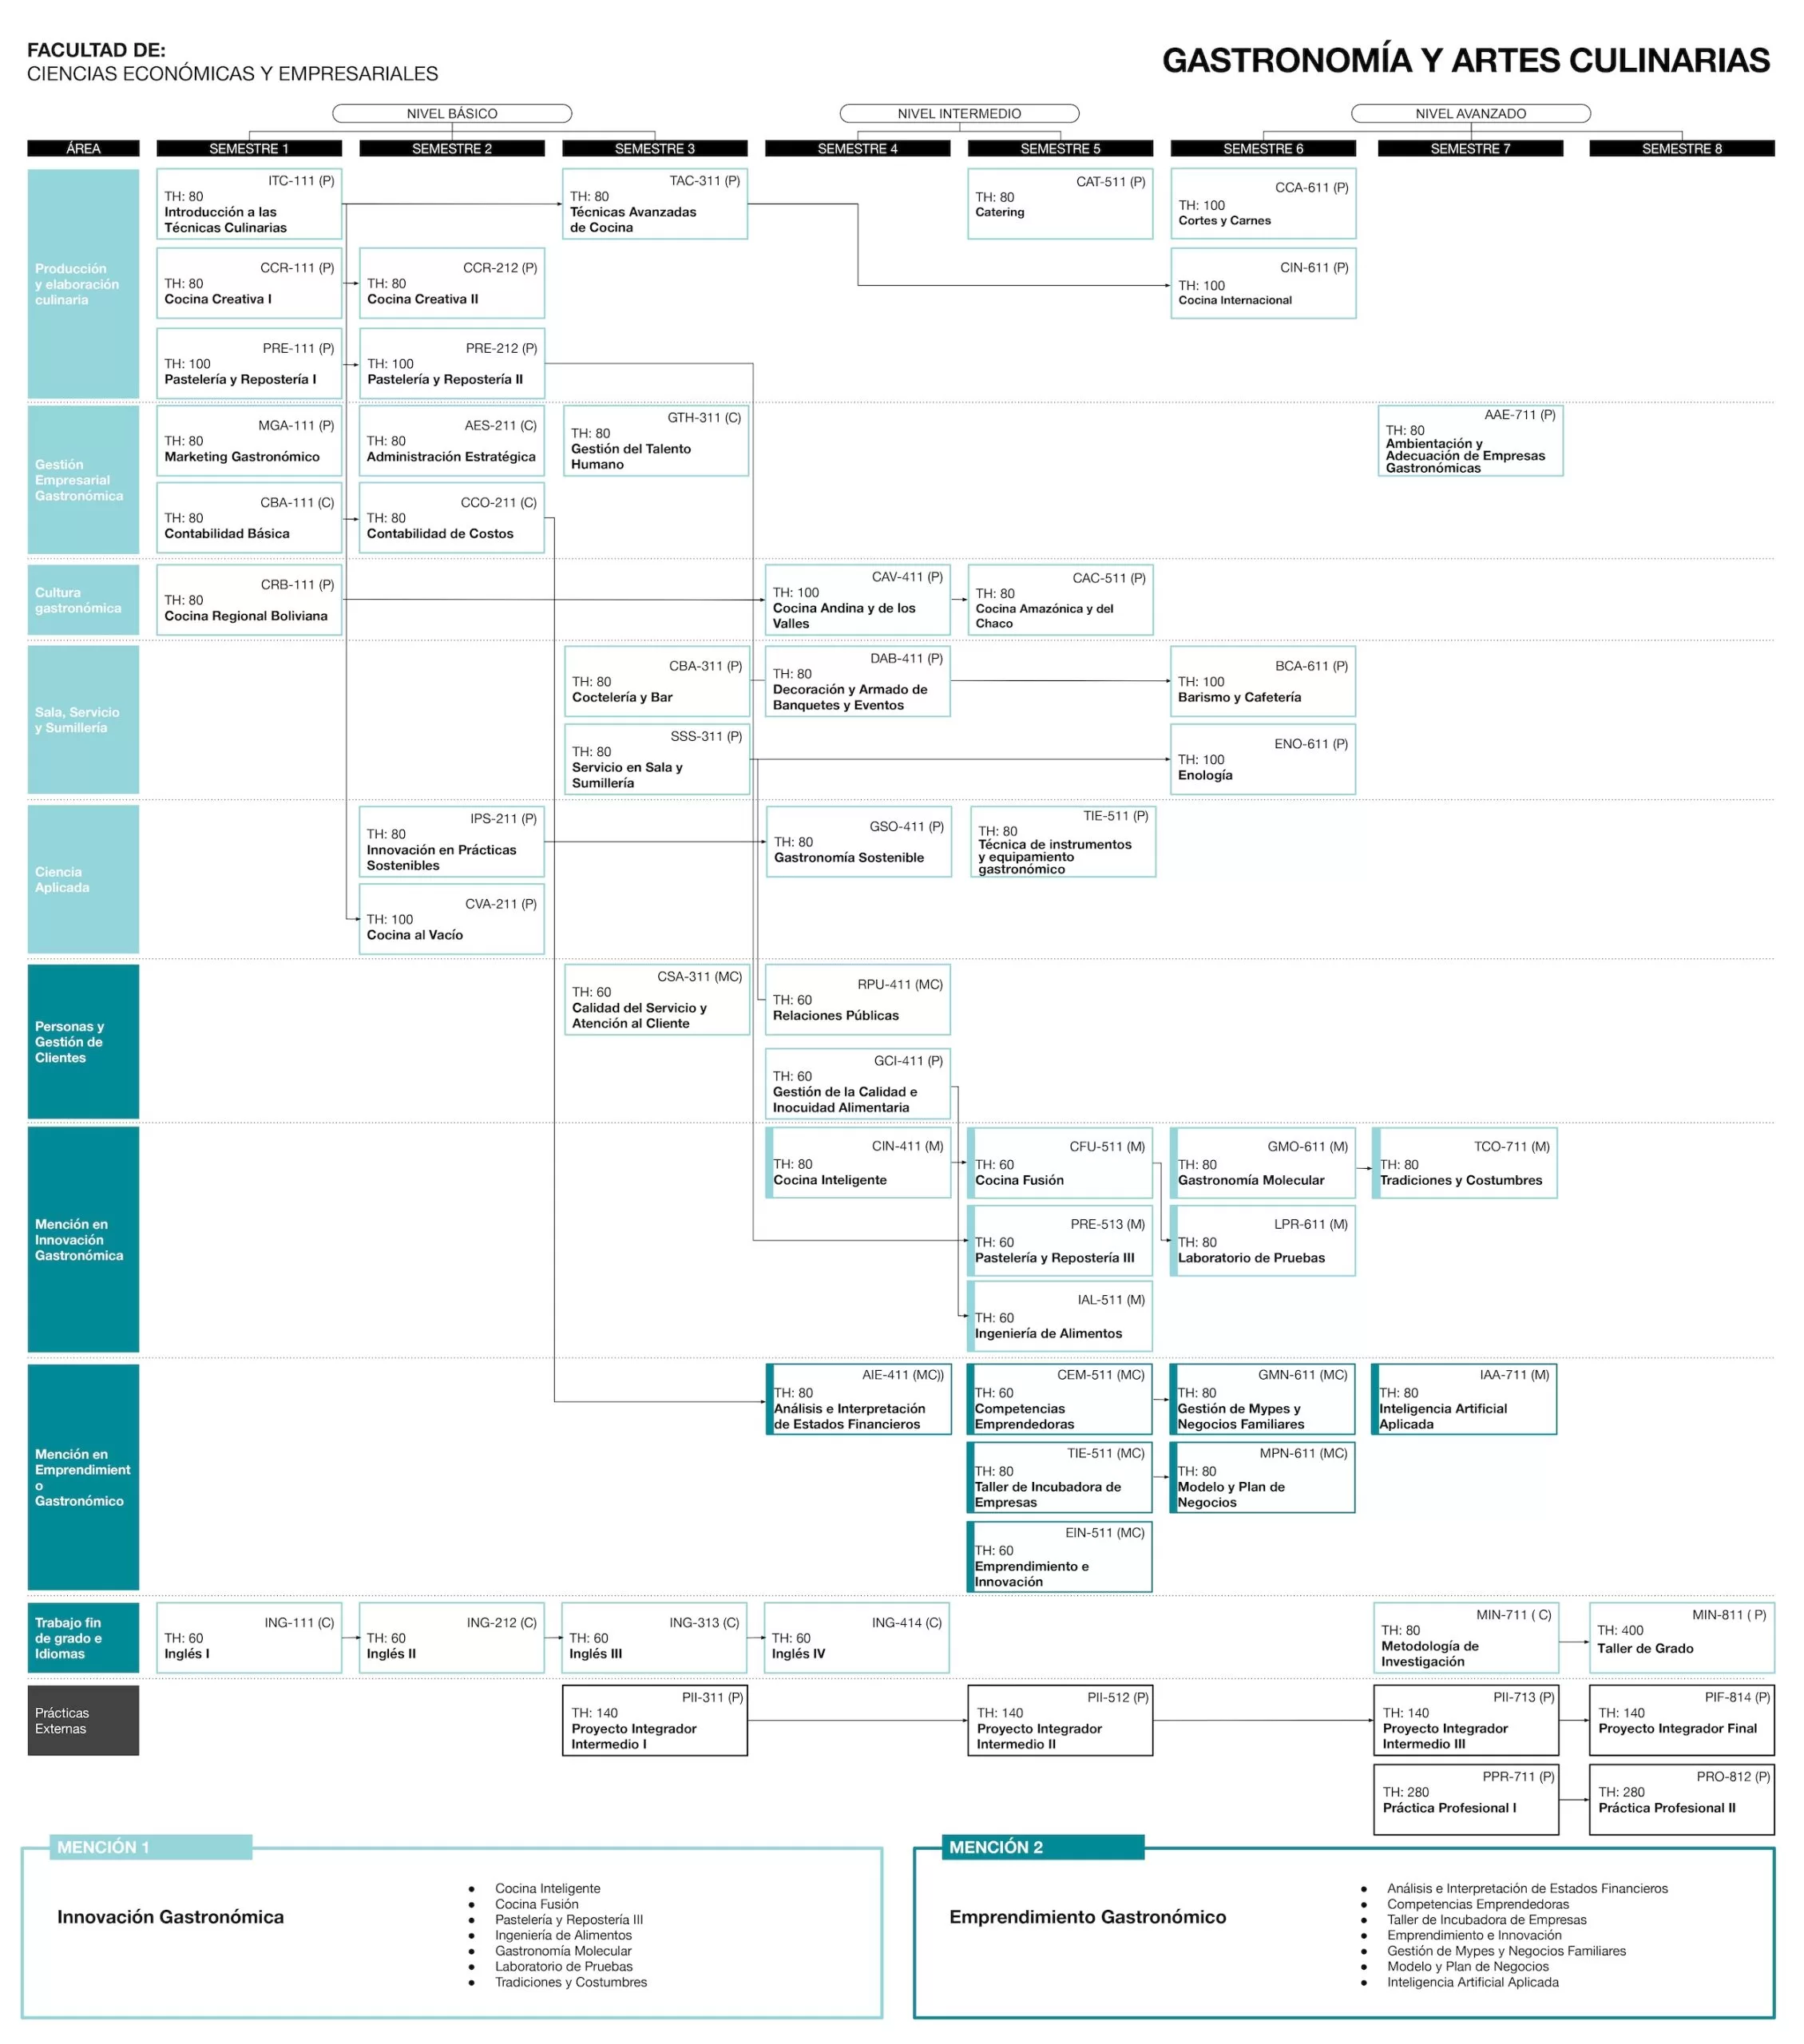 FACULTAD DE:
CIENCIAS ECONÓMICAS Y EMPRESARIALES
GASTRONOMÍA Y ARTES CULINARIAS
NIVEL BÁSICO
NIVEL INTERMEDIO
NIVEL AVANZADO
ÁREA
SEMESTRE 1
SEMESTRE 2
SEMESTRE 3
SEMESTRE 4
SEMESTRE 5
SEMESTRE 6
SEMESTRE 7
SEMESTRE 8
Producción
y elaboración
culinaria
ITC-111 (P)
TH: 80
Introducción a las
Técnicas Culinarias
TAC-311 (P)
TH: 80
Técnicas Avanzadas
de Cocina
CAT-511 (P)
TH: 80
Catering
CCA-611 (P)
TH: 100
Cortes y Carnes
CCR-111 (P)
TH: 80
Cocina Creativa I
CCR-212 (P)
TH: 80
Cocina Creativa II
CIN-611 (P)
TH: 100
Cocina Internacional
PRE-111 (P)
TH: 100
Pastelería y Repostería I
PRE-212 (P)
TH: 100
Pastelería y Repostería II
Gestión
Empresarial
Gastronómica
MGA-111 (P)
TH: 80
Marketing Gastronómico
AES-211 (C)
TH: 80
Administración Estratégica
GTH-311 (C)
TH: 80
Gestión del Talento
Humano
AAE-711 (P)
TH: 80
Ambientación y
Adecuación de Empresas
Gastronómicas
CBA-111 (C)
TH: 80
Contabilidad Básica
CCO-211 (C)
TH: 80
Contabilidad de Costos
Cultura
gastronómica
CRB-111 (P)
TH: 80
Cocina Regional Boliviana
CAV-411 (P)
TH: 100
Cocina Andina y de los
Valles
CAC-511 (P)
TH: 80
Cocina Amazónica y del
Chaco
Sala, Servicio
y Sumillería
CBA-311 (P)
TH: 80
Coctelería y Bar
DAB-411 (P)
TH: 80
Decoración y Armado de
Banquetes y Eventos
BCA-611 (P)
TH: 100
Barismo y Cafetería
SSS-311 (P)
TH: 80
Servicio en Sala y
Sumillería
ENO-611 (P)
TH: 100
Enología
Ciencia
Aplicada
IPS-211 (P)
TH: 80
Innovación en Prácticas
Sostenibles
GSO-411 (P)
TH: 80
Gastronomía Sostenible
TIE-511 (P)
TH: 80
Técnica de instrumentos
y equipamiento
gastronómico
CVA-211 (P)
TH: 100
Cocina al Vacío
Personas y
Gestión de
Clientes
CSA-311 (MC)
TH: 60
Calidad del Servicio y
Atención al Cliente
RPU-411 (MC)
TH: 60
Relaciones Públicas
GCI-411 (P)
TH: 60
Gestión de la Calidad e
Inocuidad Alimentaria
Mención en
Innovación
Gastronómica
CIN-411 (M)
TH: 80
Cocina Inteligente
CFU-511 (M)
TH: 60
Cocina Fusión
GMO-611 (M)
TH: 80
Gastronomía Molecular
TCO-711 (M)
TH: 80
Tradiciones y Costumbres
PRE-513 (M)
TH: 60
Pastelería y Repostería III
LPR-611 (M)
TH: 80
Laboratorio de Pruebas
IAL-511 (M)
TH: 60
Ingeniería de Alimentos
Mención en
Emprendimient
o
Gastronómico
AIE-411 (MC))
TH: 80
Análisis e Interpretación
de Estados Financieros
CEM-511 (MC)
TH: 60
Competencias
Emprendedoras
GMN-611 (MC)
TH: 80
Gestión de Mypes y
Negocios Familiares
IAA-711 (M)
TH: 80
Inteligencia Artificial
Aplicada
TIE-511 (MC)
TH: 80
Taller de Incubadora de
Empresas
MPN-611 (MC)
TH: 80
Modelo y Plan de
Negocios
EIN-511 (MC)
TH: 60
Emprendimiento e
Innovación
Trabajo fin
de grado e
Idiomas
ING-111 (C)
TH: 60
Inglés I
ING-212 (C)
TH: 60
Inglés II
ING-313 (C)
TH: 60
Inglés III
ING-414 (C)
TH: 60
Inglés IV
MIN-711 ( C)
TH: 80
Metodología de
Investigación
MIN-811 ( P)
TH: 400
Taller de Grado
Prácticas
Externas
PII-311 (P)
TH: 140
Proyecto Integrador
Intermedio I
PII-512 (P)
TH: 140
Proyecto Integrador
Intermedio II
PII-713 (P)
TH: 140
Proyecto Integrador
Intermedio III
PIF-814 (P)
TH: 140
Proyecto Integrador Final
PPR-711 (P)
TH: 280
Práctica Profesional I
PRO-812 (P)
TH: 280
Práctica Profesional II
MENCIÓN 1
Innovación Gastronómica
● Cocina Inteligente
● Cocina Fusión
● Pastelería y Repostería III
● Ingeniería de Alimentos
● Gastronomía Molecular
● Laboratorio de Pruebas
● Tradiciones y Costumbres
MENCIÓN 2
Emprendimiento Gastronómico
● Análisis e Interpretación de Estados Financieros
● Competencias Emprendedoras
● Taller de Incubadora de Empresas
● Emprendimiento e Innovación
● Gestión de Mypes y Negocios Familiares
● Modelo y Plan de Negocios
● Inteligencia Artificial Aplicada